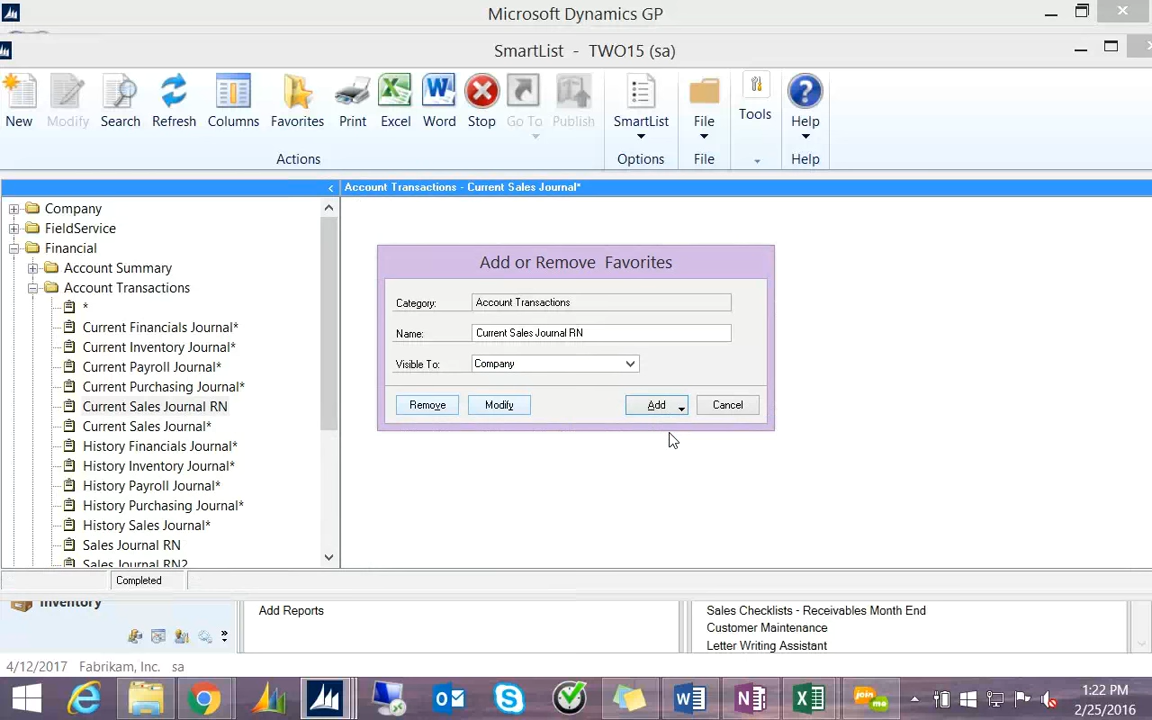 Microsoft Dynamics GP
SmartList - TWO15 (sa)
New
Modify
Search
Refresh
Columns
Favorites
Print
Excel
Word
Stop
Go To
Publish
SmartList
File
Tools
Help
Actions
Options
File
Help
Account Transactions - Current Sales Journal*
Company
FieldService
Financial
Account Summary
Account Transactions
*
Current Financials Journal*
Current Inventory Journal*
Current Payroll Journal*
Current Purchasing Journal*
Current Sales Journal RN
Current Sales Journal*
History Financials Journal*
History Inventory Journal*
History Payroll Journal*
History Purchasing Journal*
History Sales Journal*
Sales Journal RN
Sales Journal RN2
Add or Remove Favorites
Category: Account Transactions
Name: Current Sales Journal RN
Visible To: Company
Remove
Modify
Add
Cancel
Completed
Inventory
Add Reports
Sales Checklists - Receivables Month End
Customer Maintenance
Letter Writing Assistant
4/12/2017 Fabrikam, Inc. sa
1:22 PM
2/25/2016